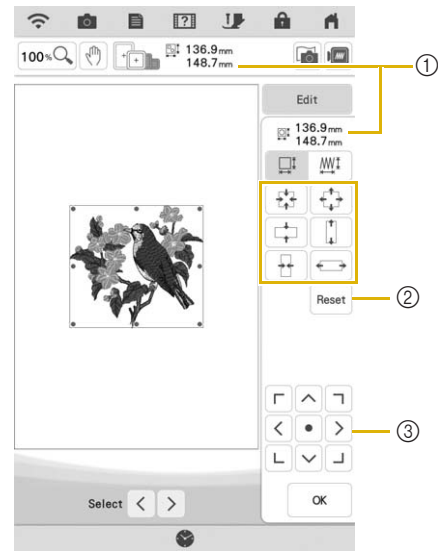 100%
136.9mm
148.7mm
①
Edit
136.9mm
148.7mm
Reset
②
③
Select
OK